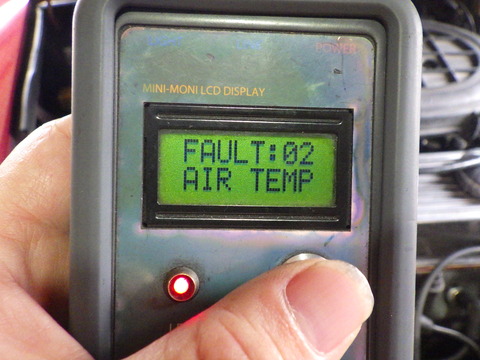 POWER
MINI-MONI LCD DISPLAY
FAULT:02
AIR TEMP